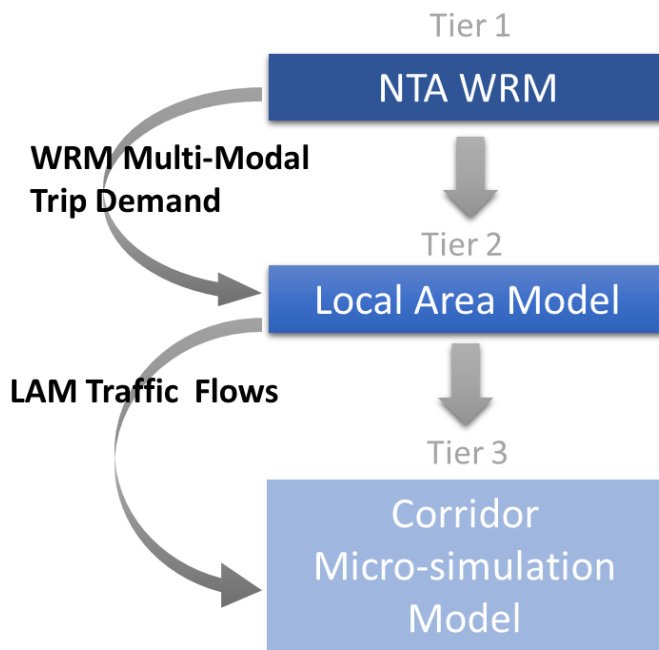 Tier 1
NTA WRM
WRM Multi-Modal
Trip Demand
Tier 2
Local Area Model
LAM Traffic Flows
Tier 3
Corridor
Micro-simulation
Model